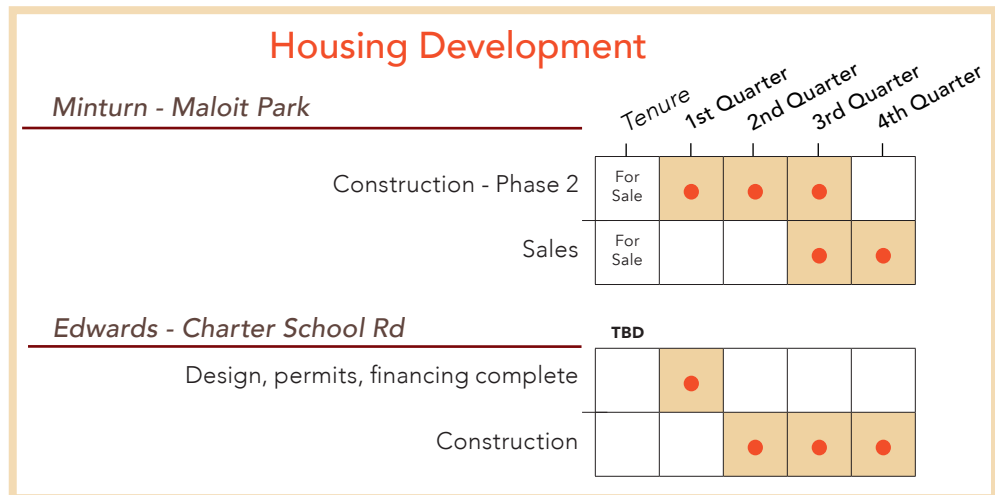 Housing Development
Minturn - Maloit Park
Tenure
1st Quarter
2nd Quarter
3rd Quarter
4th Quarter
Construction - Phase 2
For
Sale
Sales
For
Sale
Edwards - Charter School Rd
TBD
Design, permits, financing complete
Construction